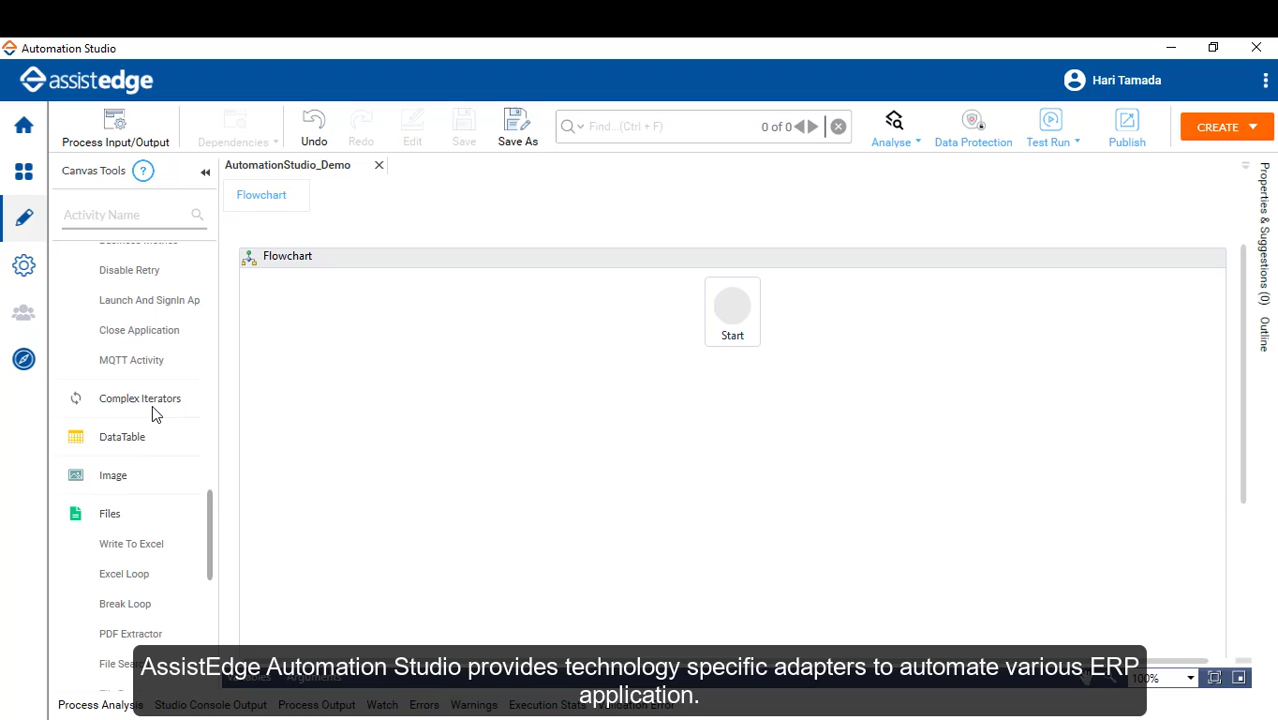 Automation Studio
assistedge
Hari Tamada
Process Input/Output
Dependencies
Undo
Redo
Edit
Save
Save As
Find...(Ctrl + F)
0 of 0
Analyse
Data Protection
Test Run
Publish
CREATE
Canvas Tools ?
AutomationStudio_Demo
Flowchart
Activity Name
Disable Retry
Launch And SignIn Ap
Close Application
MQTT Activity
Complex Iterators
DataTable
Image
Files
Write To Excel
Excel Loop
Break Loop
PDF Extractor
Flowchart
Start
Properties & Suggestions (0)
Outline
AssistEdge Automation Studio provides technology specific adapters to automate various ERP
application.
100%
Process Analysis
Studio Console Output
Process Output
Watch
Errors
Warnings
Execution Stats
Validation Error